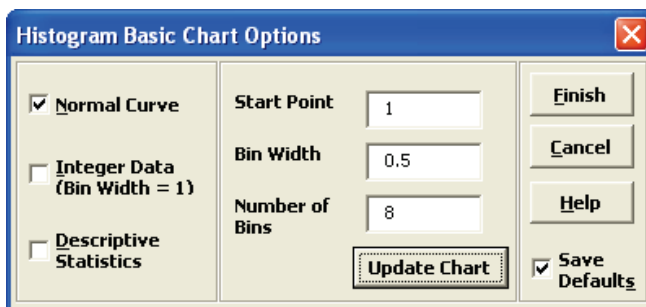 Histogram Basic Chart Options
Normal Curve
Integer Data
(Bin Width = 1)
Descriptive
Statistics
Start Point
1
Bin Width
0.5
Number of
Bins
8
Update Chart
Finish
Cancel
Help
Save
Defaults